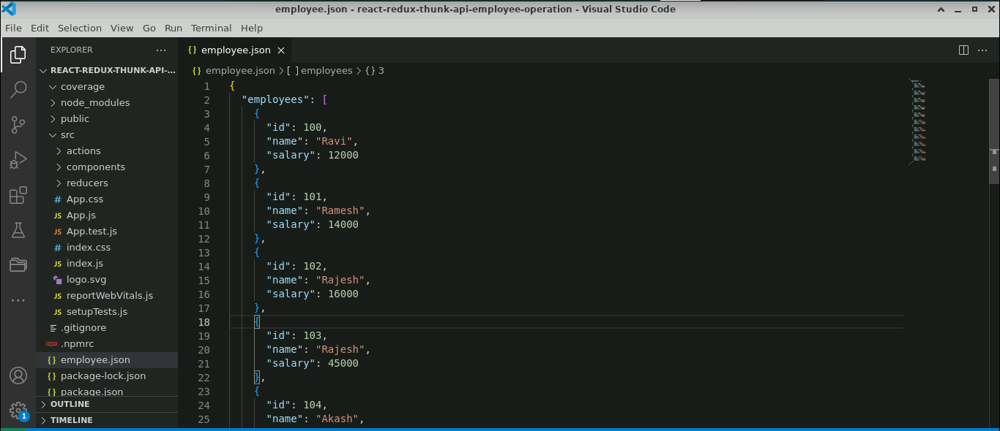 employee.json - react-redux-thunk-api-employee-operation - Visual Studio Code
File Edit Selection View Go Run Terminal Help
EXPLORER ...
REACT-REDUX-THUNK-API-...
coverage
node_modules
public
src
actions
components
reducers
# App.css
JS App.js
JS App.test.js
# index.css
JS index.js
logo.svg
JS reportWebVitals.js
JS setupTests.js
.gitignore
npm .npmrc
{} employee.json
{} package-lock.json
{} package.json
OUTLINE
TIMELINE
1
{} employee.json ×
{} employee.json > [ ] employees > {} 3
1 {
2 "employees": [
3 {
4 "id": 100,
5 "name": "Ravi",
6 "salary": 12000
7 },
8 {
9 "id": 101,
10 "name": "Ramesh",
11 "salary": 14000
12 },
13 {
14 "id": 102,
15 "name": "Rajesh",
16 "salary": 16000
17 },
18 {
19 "id": 103,
20 "name": "Rajesh",
21 "salary": 45000
22 },
23 {
24 "id": 104,
25 "name": "Akash",